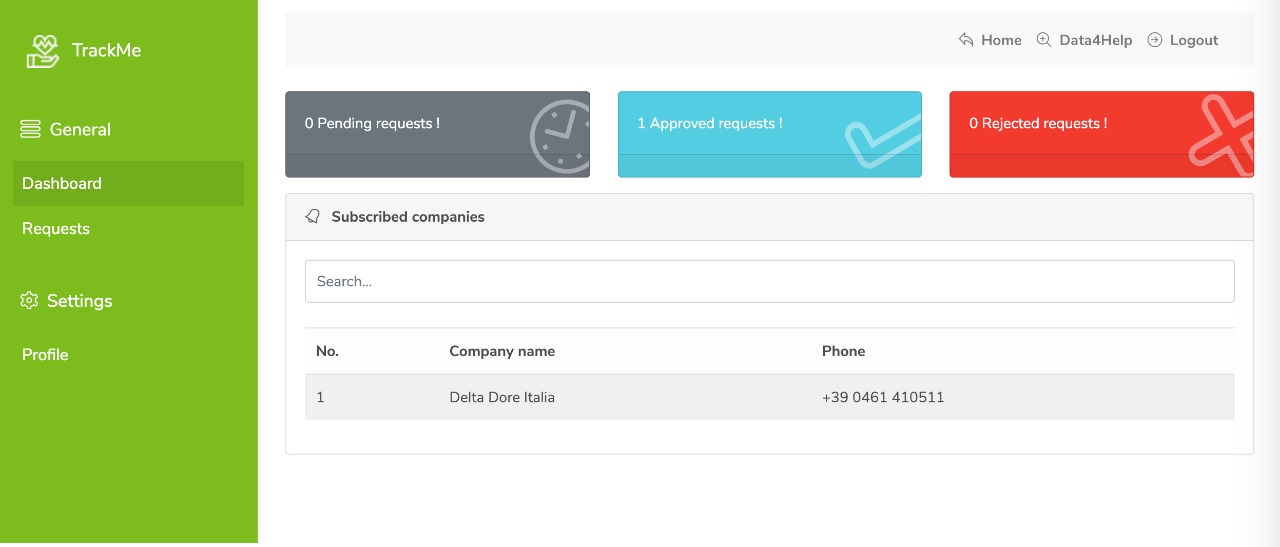 TrackMe
Home Data4Help Logout
General
Dashboard
Requests
Settings
Profile
0 Pending requests !
1 Approved requests !
0 Rejected requests !
Subscribed companies
Search...
No. Company name Phone
1 Delta Dore Italia +39 0461 410511